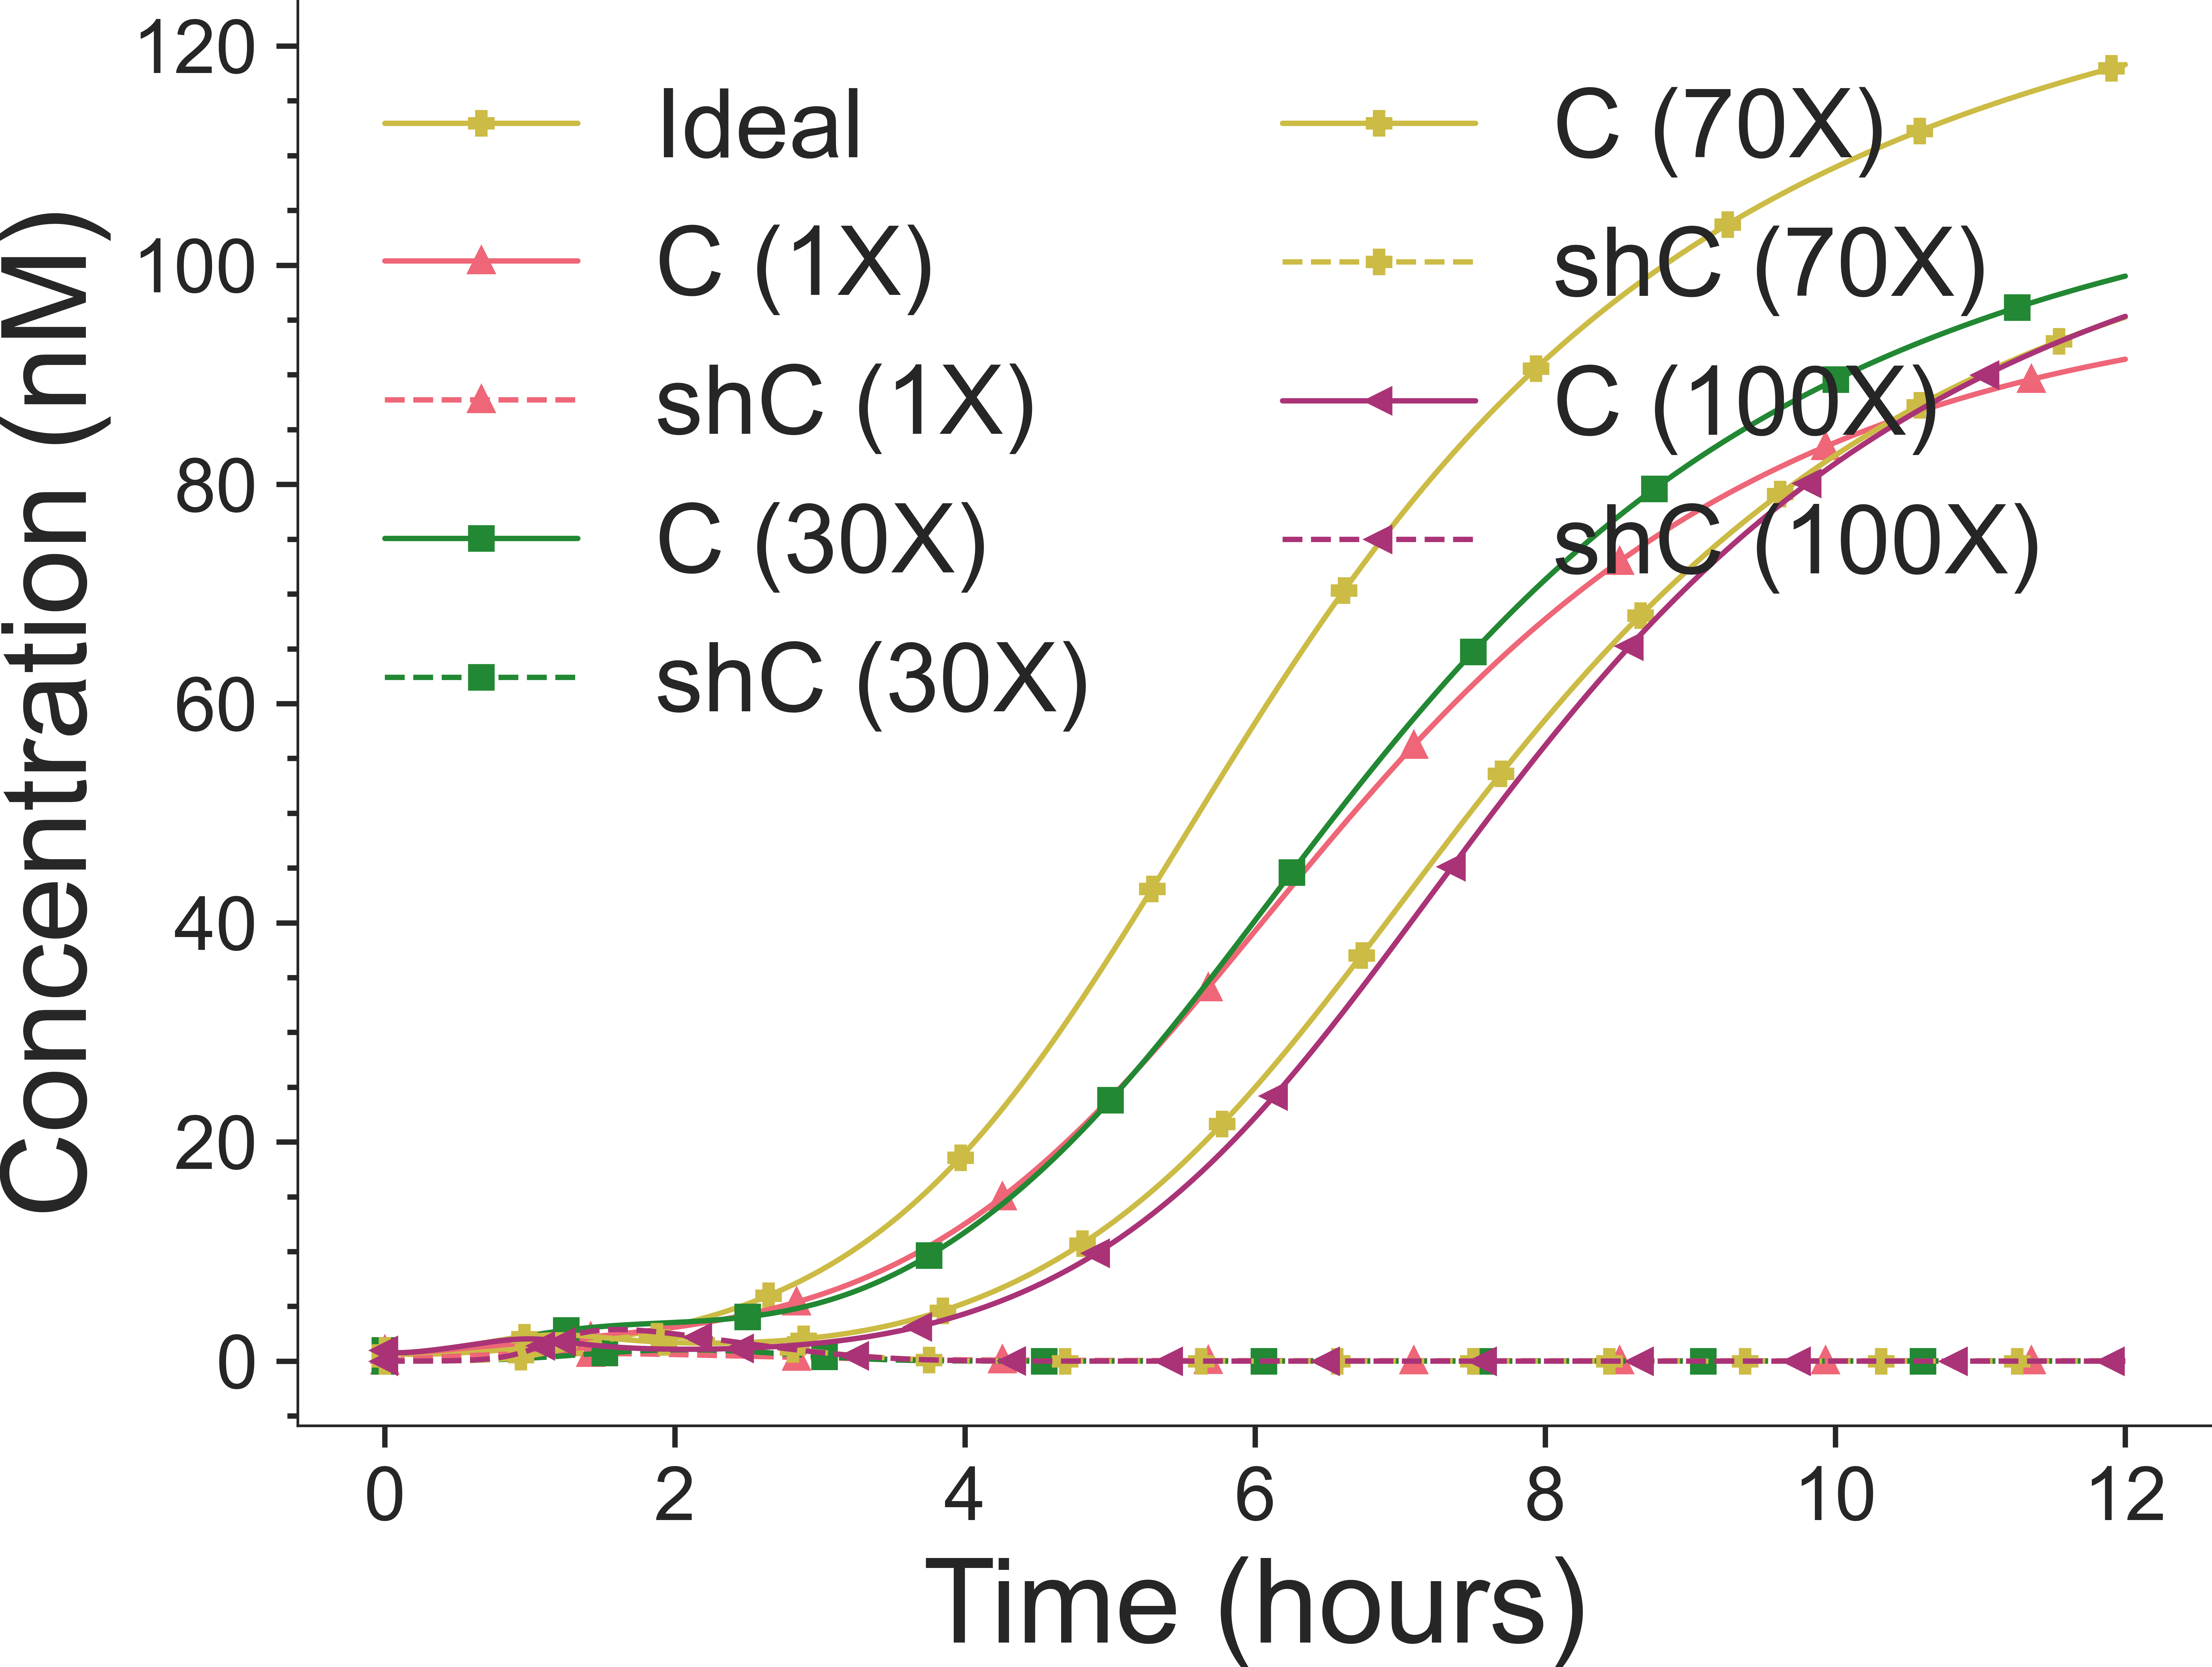 Concentration (nM)
120
100
80
60
40
20
0
Ideal
C (1X)
shC (1X)
C (30X)
shC (30X)
C (70X)
shC (70X)
C (100X)
shC (100X)
0 2 4 6 8 10 12
Time (hours)